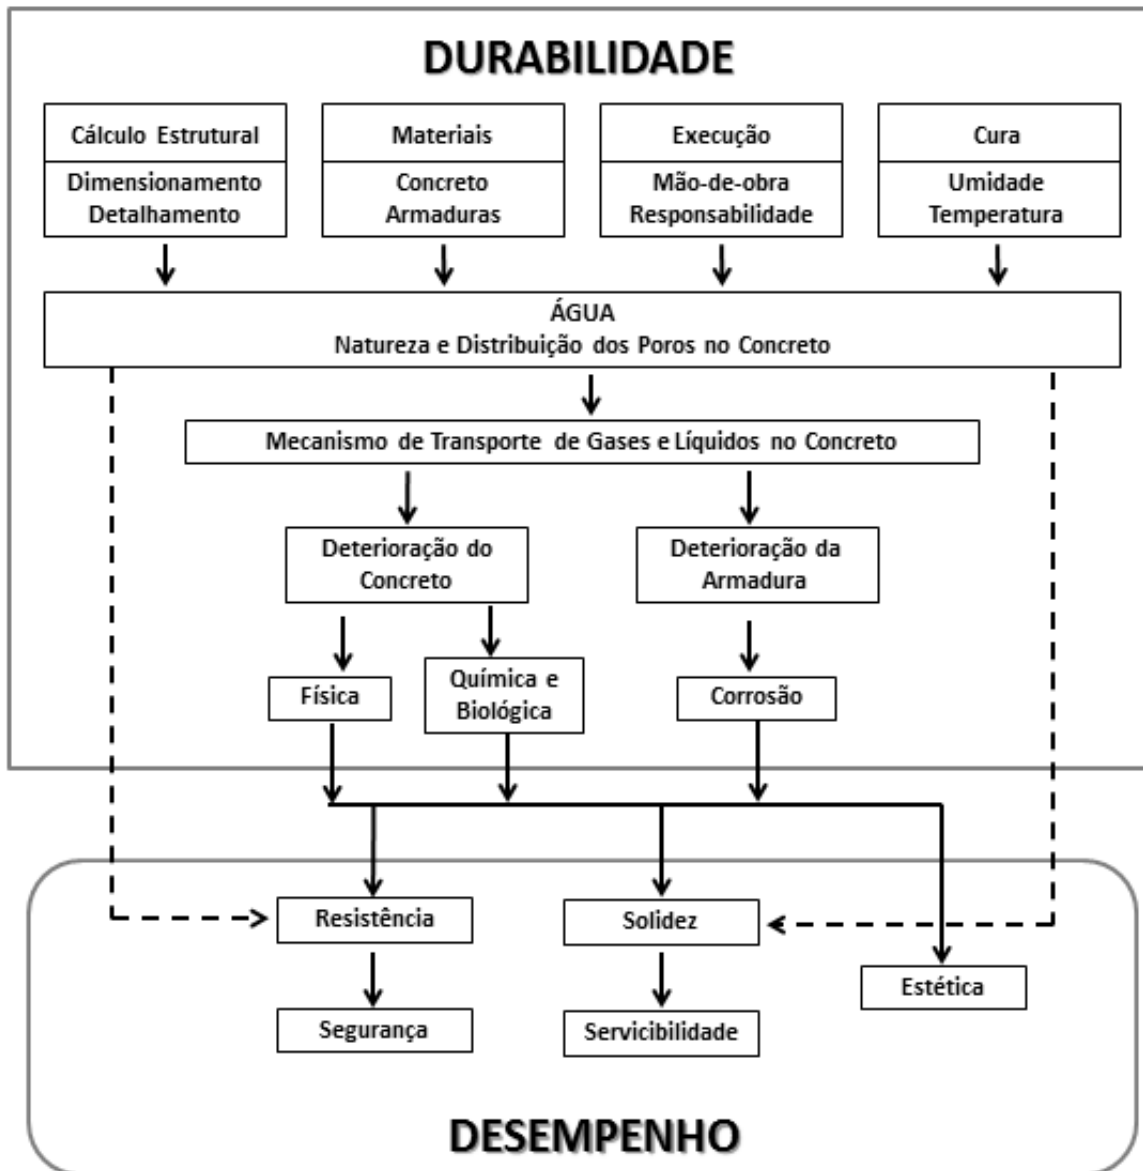 DURABILIDADE
Cálculo Estrutural
Dimensionamento
Detalhamento
Materiais
Concreto
Armaduras
Execução
Mão-de-obra
Responsabilidade
Cura
Umidade
Temperatura
ÁGUA
Natureza e Distribuição dos Poros no Concreto
Mecanismo de Transporte de Gases e Líquidos no Concreto
Deterioração do
Concreto
Deterioração da
Armadura
Física
Química e
Biológica
Corrosão
Resistência
Solidez
Estética
Segurança
Servicibilidade
DESEMPENHO